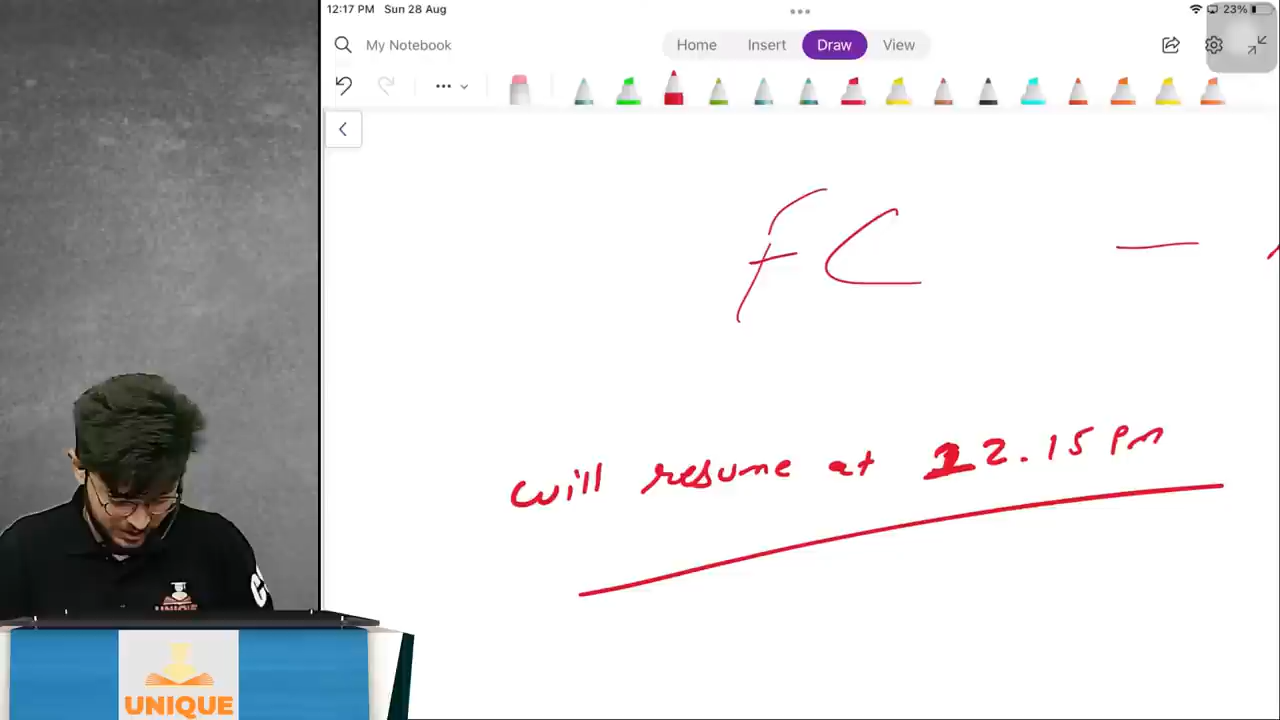 12:17 PM Sun 28 Aug
23%
My Notebook
Home Insert Draw View
FC —
will resume at 12.15 Pm
UNIQUE
UNIQUE